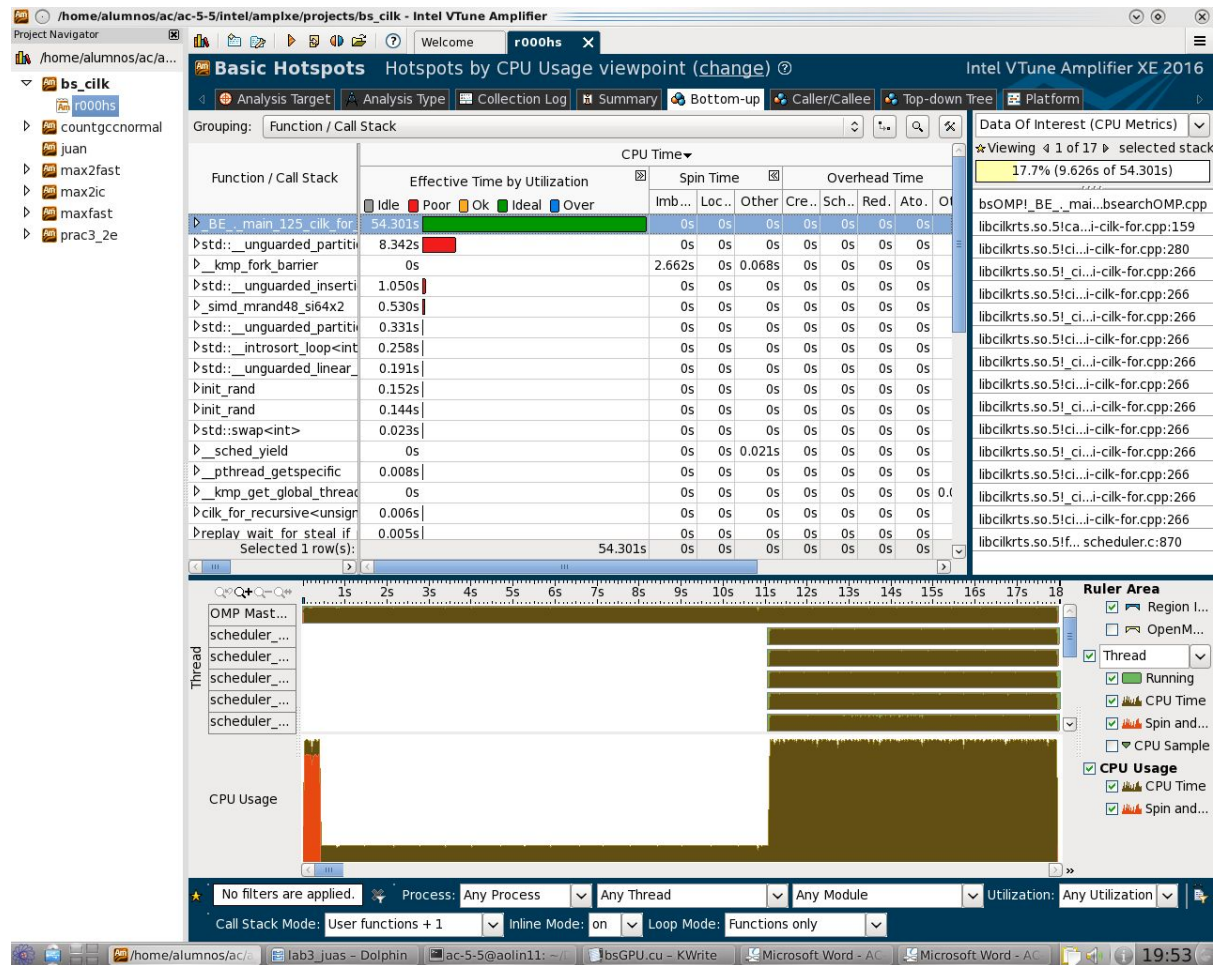 /home/alumnos/ac/ac-5-5/intel/amplxe/projects/bs_cilk - Intel VTune Amplifier
Project Navigator
/home/alumnos/ac/a...
bs_cilk
r000hs
countgccnormal
juan
max2fast
max2ic
maxfast
prac3_2e
Welcome
r000hs
Basic Hotspots Hotspots by CPU Usage viewpoint (change)
Intel VTune Amplifier XE 2016
Analysis Target
Analysis Type
Collection Log
Summary
Bottom-up
Caller/Callee
Top-down Tree
Platform
Grouping: Function / Call Stack
Function / Call Stack
CPU Time
Effective Time by Utilization
Idle Poor Ok Ideal Over
Spin Time
Overhead Time
Imb... Loc... Other Cre... Sch... Red. Ato. Ot
_BE_._main_125_cilk_for_ 54.301s 0s 0s 0s 0s 0s 0s 0s
std::__unguarded_partiti 8.342s 0s 0s 0s 0s 0s 0s 0s
__kmp_fork_barrier 0s 2.662s 0s 0.068s 0s 0s 0s 0s
std::__unguarded_inserti 1.050s 0s 0s 0s 0s 0s 0s 0s
_simd_mrand48_si64x2 0.530s 0s 0s 0s 0s 0s 0s 0s
std::__unguarded_partiti 0.331s 0s 0s 0s 0s 0s 0s 0s
std::__introsort_loop<int 0.258s 0s 0s 0s 0s 0s 0s 0s
std::__unguarded_linear_ 0.191s 0s 0s 0s 0s 0s 0s 0s
init_rand 0.152s 0s 0s 0s 0s 0s 0s 0s
init_rand 0.144s 0s 0s 0s 0s 0s 0s 0s
std::swap<int> 0.023s 0s 0s 0s 0s 0s 0s 0s
__sched_yield 0s 0s 0s 0.021s 0s 0s 0s 0s
__pthread_getspecific 0.008s 0s 0s 0s 0s 0s 0s 0s
__kmp_get_global_threac 0s 0s 0s 0s 0s 0s 0s 0s 0.0
cilk_for_recursive<unsign 0.006s 0s 0s 0s 0s 0s 0s 0s
replay_wait_for_steal_if_ 0.005s 0s 0s 0s 0s 0s 0s 0s
Selected 1 row(s): 54.301s 0s 0s 0s 0s 0s 0s 0s
Data Of Interest (CPU Metrics)
Viewing 1 of 17 selected stack
17.7% (9.626s of 54.301s)
bsOMP!_BE_._mai...bsearchOMP.cpp
libcilkrts.so.5!ca...i-cilk-for.cpp:159
libcilkrts.so.5!ci...i-cilk-for.cpp:280
libcilkrts.so.5!_ci...i-cilk-for.cpp:266
libcilkrts.so.5!ci...i-cilk-for.cpp:266
libcilkrts.so.5!_ci...i-cilk-for.cpp:266
libcilkrts.so.5!ci...i-cilk-for.cpp:266
libcilkrts.so.5!_ci...i-cilk-for.cpp:266
libcilkrts.so.5!ci...i-cilk-for.cpp:266
libcilkrts.so.5!_ci...i-cilk-for.cpp:266
libcilkrts.so.5!ci...i-cilk-for.cpp:266
libcilkrts.so.5!_ci...i-cilk-for.cpp:266
libcilkrts.so.5!ci...i-cilk-for.cpp:266
libcilkrts.so.5!_ci...i-cilk-for.cpp:266
libcilkrts.so.5!ci...i-cilk-for.cpp:266
libcilkrts.so.5!f... scheduler.c:870
1s 2s 3s 4s 5s 6s 7s 8s 9s 10s 11s 12s 13s 14s 15s 16s 17s 18
Thread
OMP Mast...
scheduler_...
scheduler_...
scheduler_...
scheduler_...
scheduler_...
CPU Usage
Ruler Area
Region I...
OpenM...
Thread
Running
CPU Time
Spin and...
CPU Sample
CPU Usage
CPU Time
Spin and...
No filters are applied. Process: Any Process Any Thread Any Module Utilization: Any Utilization
Call Stack Mode: User functions + 1 Inline Mode: on Loop Mode: Functions only
/home/alumnos/ac/a
lab3_juas - Dolphin
ac-5-5@aolin11: ~/
bsGPU.cu - KWrite
Microsoft Word - AC
Microsoft Word - AC
19:53